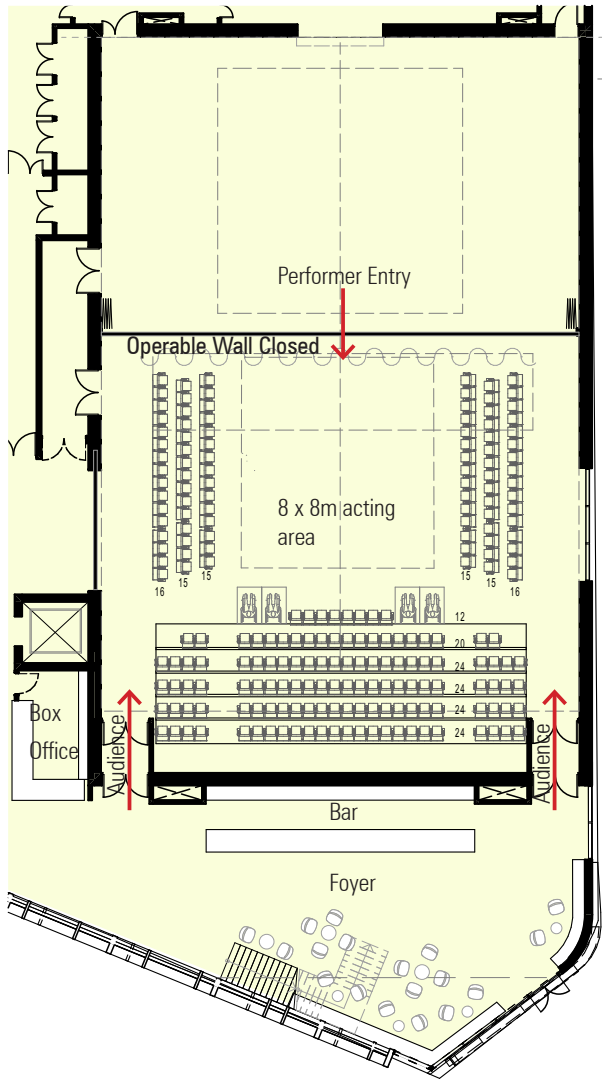 Performer Entry
Operable Wall Closed
8 x 8m acting
area
16
15
15
15
15
16
12
20
24
24
24
24
Box
Office
Audience
Audience
Bar
Foyer